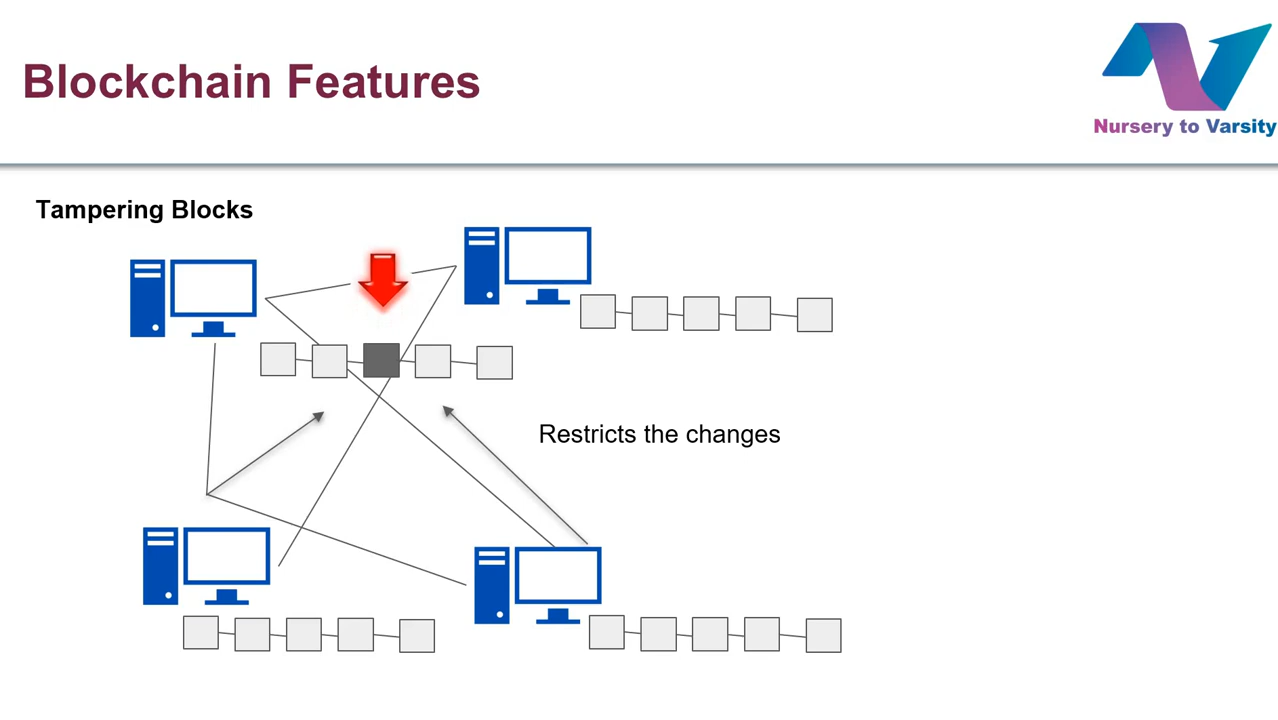 Blockchain Features
Nursery to Varsity
Tampering Blocks
Restricts the changes